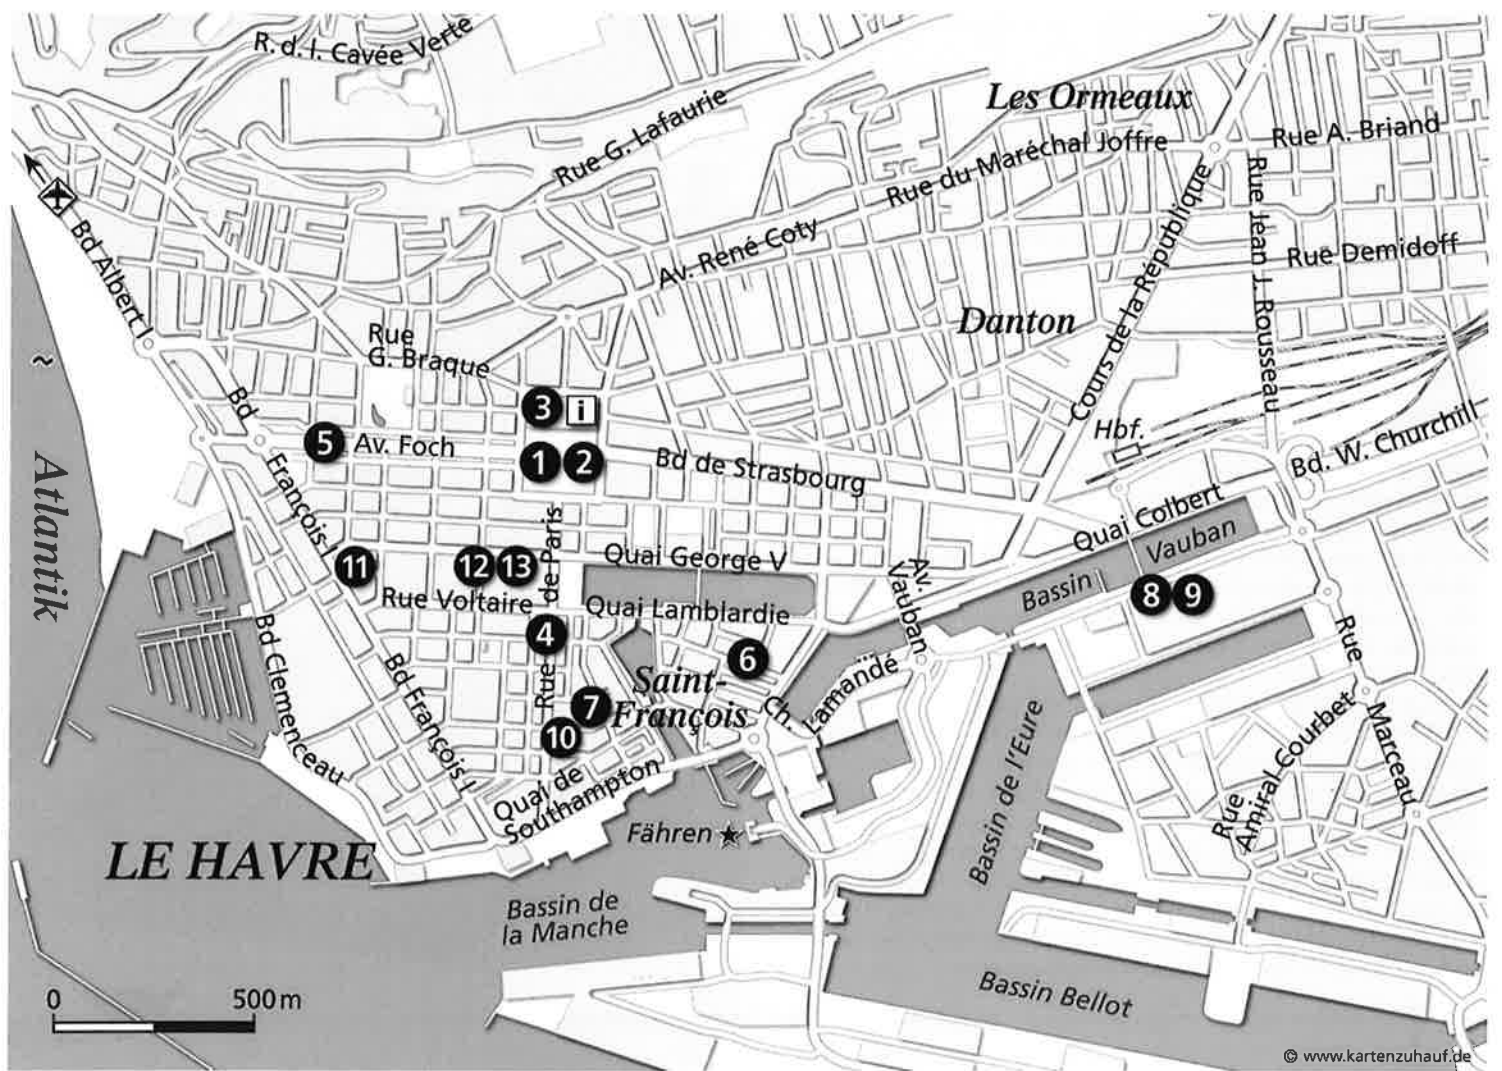 R. d. l. Cavée Verte
Les Ormeaux
Rue G. Lafaurie
Rue du Maréchal Joffre
Rue A. Briand
Bd Albert I
Av. René Coty
Cours de la République
Rue Jean J. Rousseau
Rue Demidoff
Danton
Rue
G. Braque
~
3
i
Bd
François I
5
Av. Foch
1
2
Bd de Strasbourg
Hbf.
Bd. W. Churchill
Atlantik
Quai Colbert
Bassin Vauban
11
12
13
Rue de Paris
Quai George V
Av.
Vauban
8
9
Rue Voltaire
Quai Lamblardie
4
6
Bd Clemenceau
Bd François I
Saint-
François
7
10
Ch. Lamandé
Rue Marceau
Quai de
Southampton
Bassin de l'Eure
Rue
Amiral Courbet
Fähren
LE HAVRE
Bassin de
la Manche
Bassin Bellot
0
500 m
© www.kartenzuhauf.de